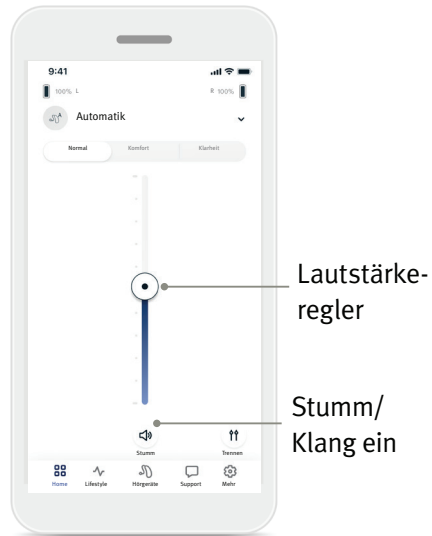 9:41
100% L
R 100%
Automatik
Normal Komfort Klarheit
Lautstärke-
regler
Stumm/
Klang ein
Stumm Trennen
Home Lifestyle Hörgeräte Support Mehr